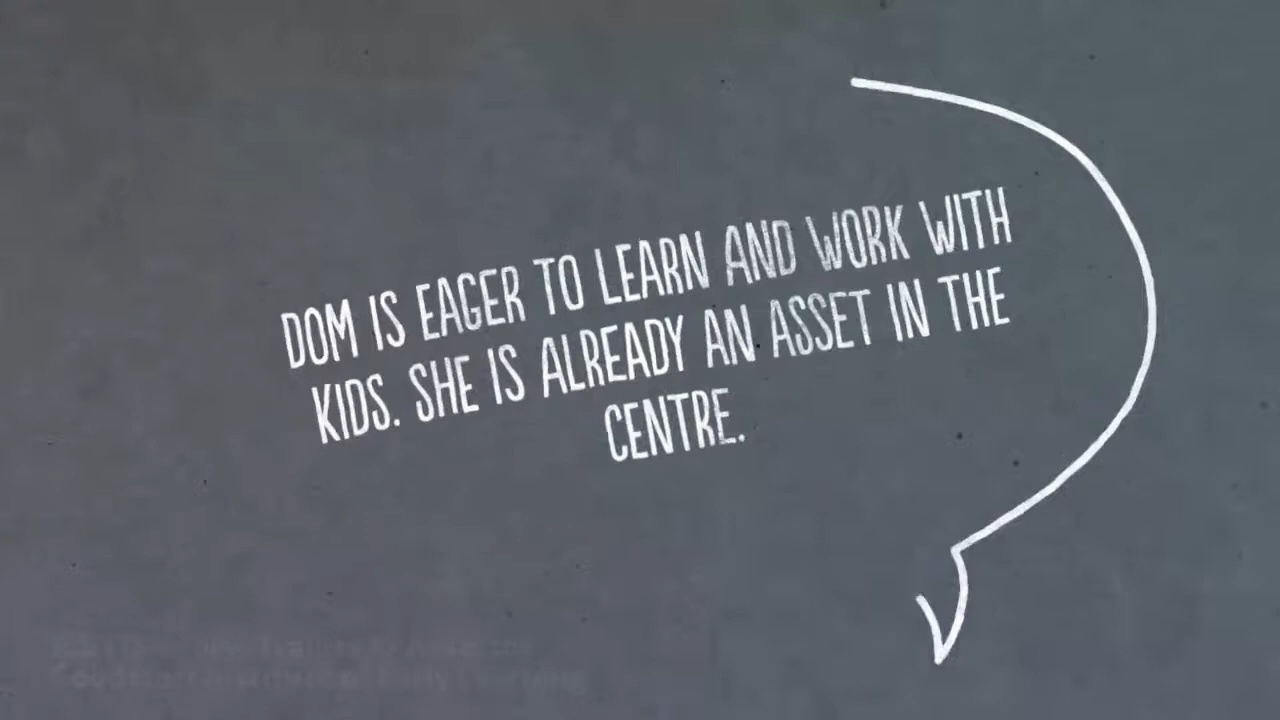 DOM IS EAGER TO LEARN AND WORK WITH
KIDS. SHE IS ALREADY AN ASSET IN THE
CENTRE.